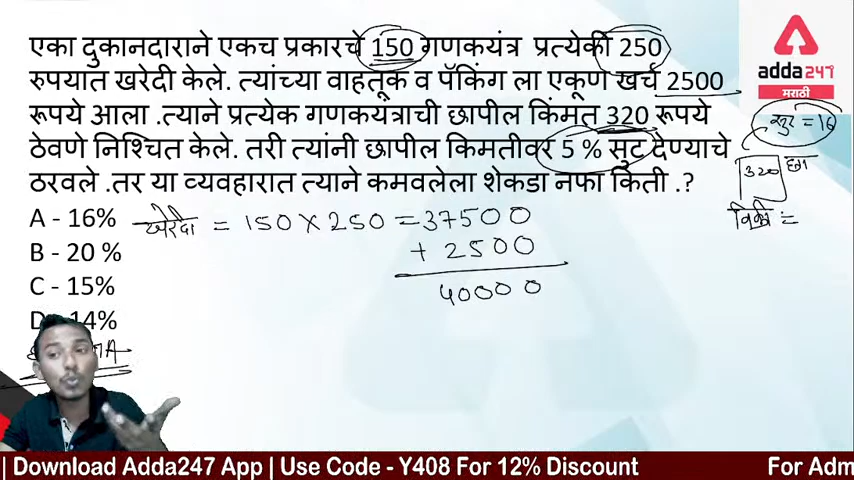 एका दुकानदाराने एकच प्रकारचे 150 गणकयंत्र प्रत्येकी 250
रुपयात खरेदी केले. त्यांच्या वाहतूक व पॅकिंग ला एकूण खर्च 2500
रूपये आला .त्याने प्रत्येक गणकयंत्राची छापील किंमत 320 रूपये
ठेवणे निश्चित केले. तरी त्यांनी छापील किमतीवर 5 % सुट देण्याचे
ठरवले .तर या व्यवहारात त्याने कमवलेला शेकडा नफा किती .?
adda247
मराठी
सुट = 16
320 छापा
विक्री =
A - 16%
खरेदी = 150 × 250 = 37500
+ 2500
40000
B - 20 %
C - 15%
D - 14%
| Download Adda247 App | Use Code - Y408 For 12% Discount
For Adm